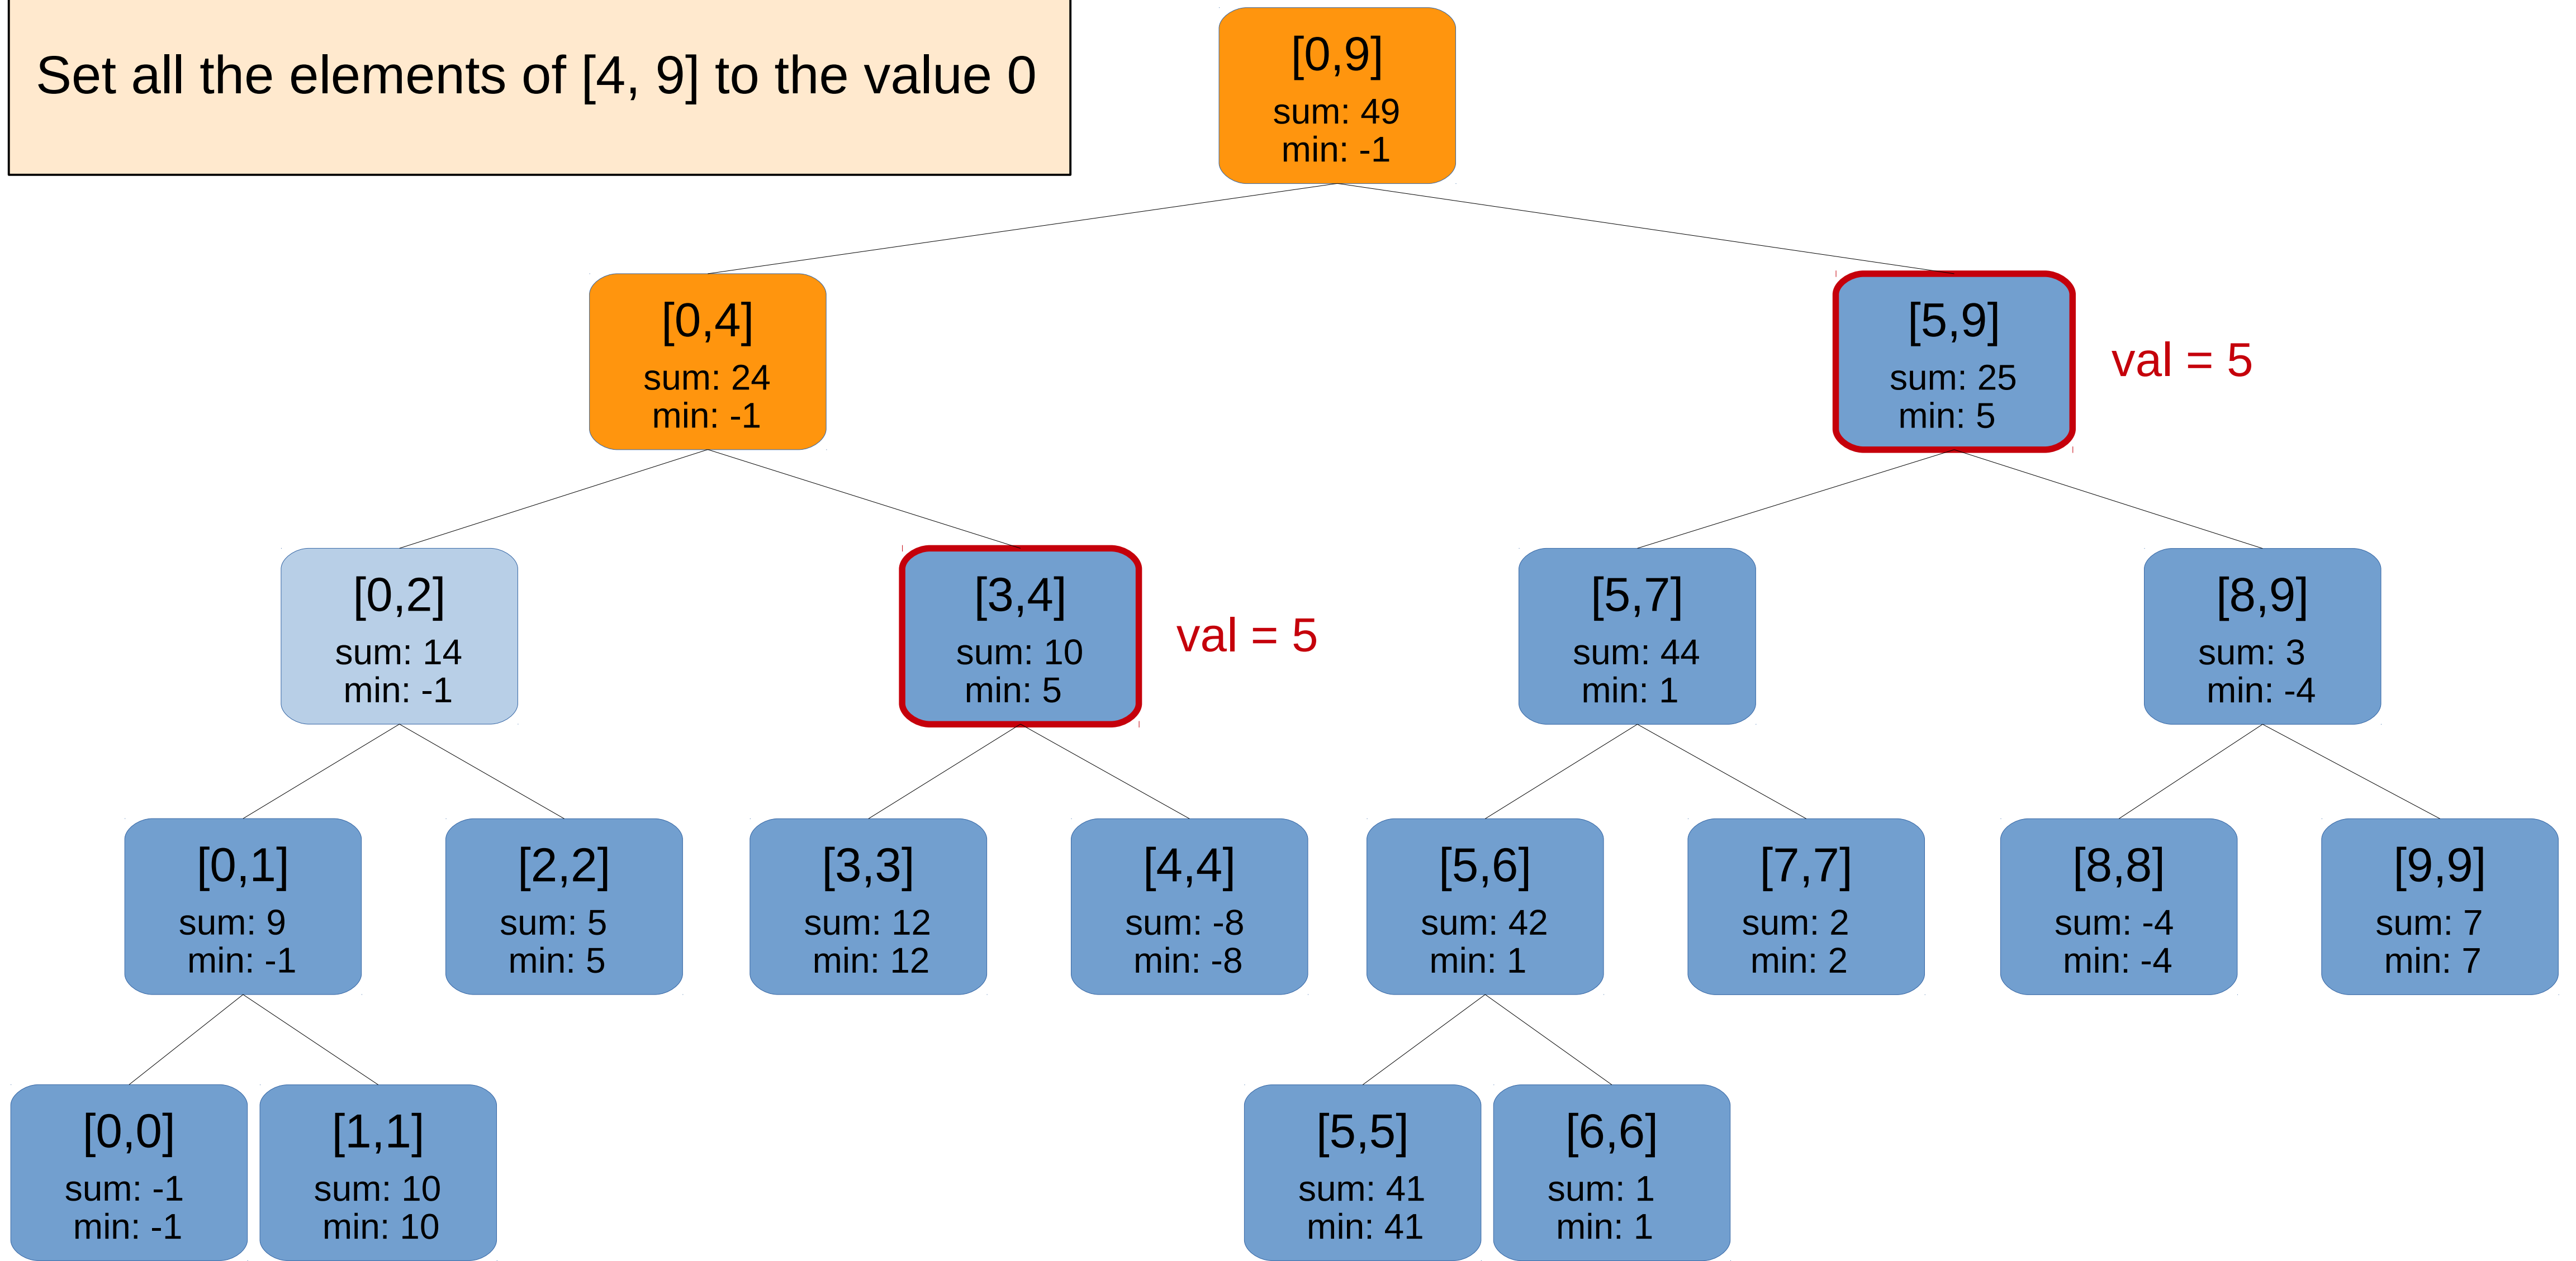 Set all the elements of [4, 9] to the value 0
[0,9]
sum: 49
min: -1
[0,4]
sum: 24
min: -1
[5,9]
sum: 25
min: 5
val = 5
[0,2]
sum: 14
min: -1
[3,4]
sum: 10
min: 5
val = 5
[5,7]
sum: 44
min: 1
[8,9]
sum: 3
min: -4
[0,1]
sum: 9
min: -1
[2,2]
sum: 5
min: 5
[3,3]
sum: 12
min: 12
[4,4]
sum: -8
min: -8
[5,6]
sum: 42
min: 1
[7,7]
sum: 2
min: 2
[8,8]
sum: -4
min: -4
[9,9]
sum: 7
min: 7
[0,0]
sum: -1
min: -1
[1,1]
sum: 10
min: 10
[5,5]
sum: 41
min: 41
[6,6]
sum: 1
min: 1